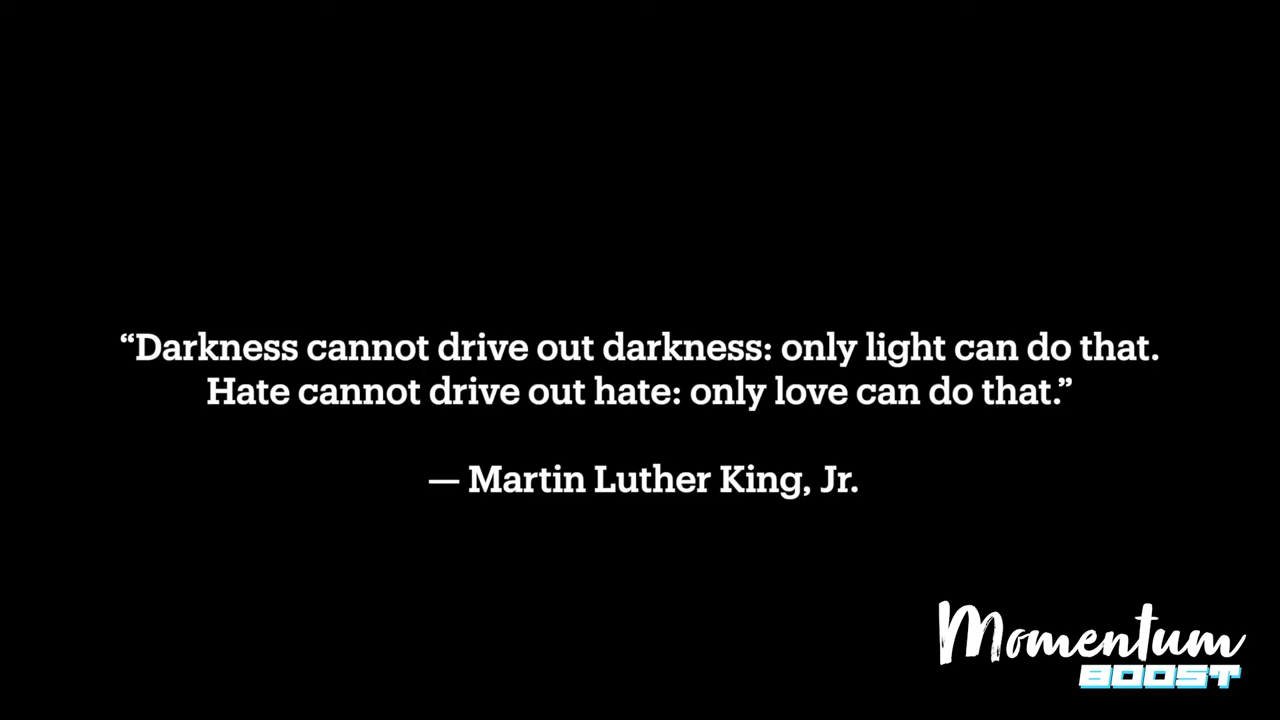 “Darkness cannot drive out darkness: only light can do that.
Hate cannot drive out hate: only love can do that.”
— Martin Luther King, Jr.
Momentum
BOOST